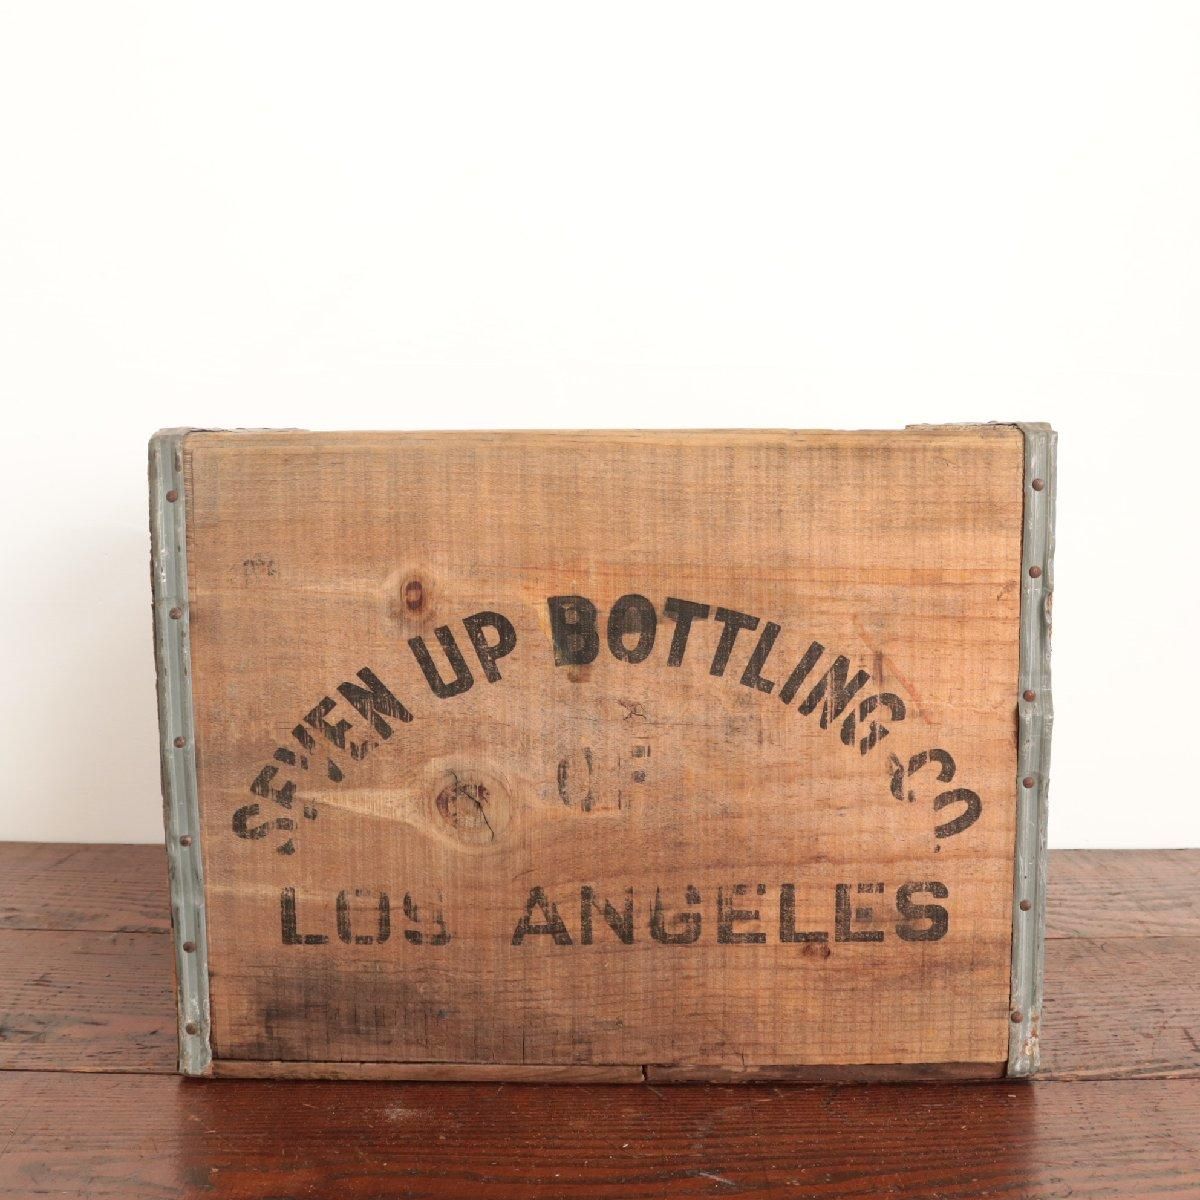 SEVEN UP BOTTLING CO
OF
LOS ANGELES